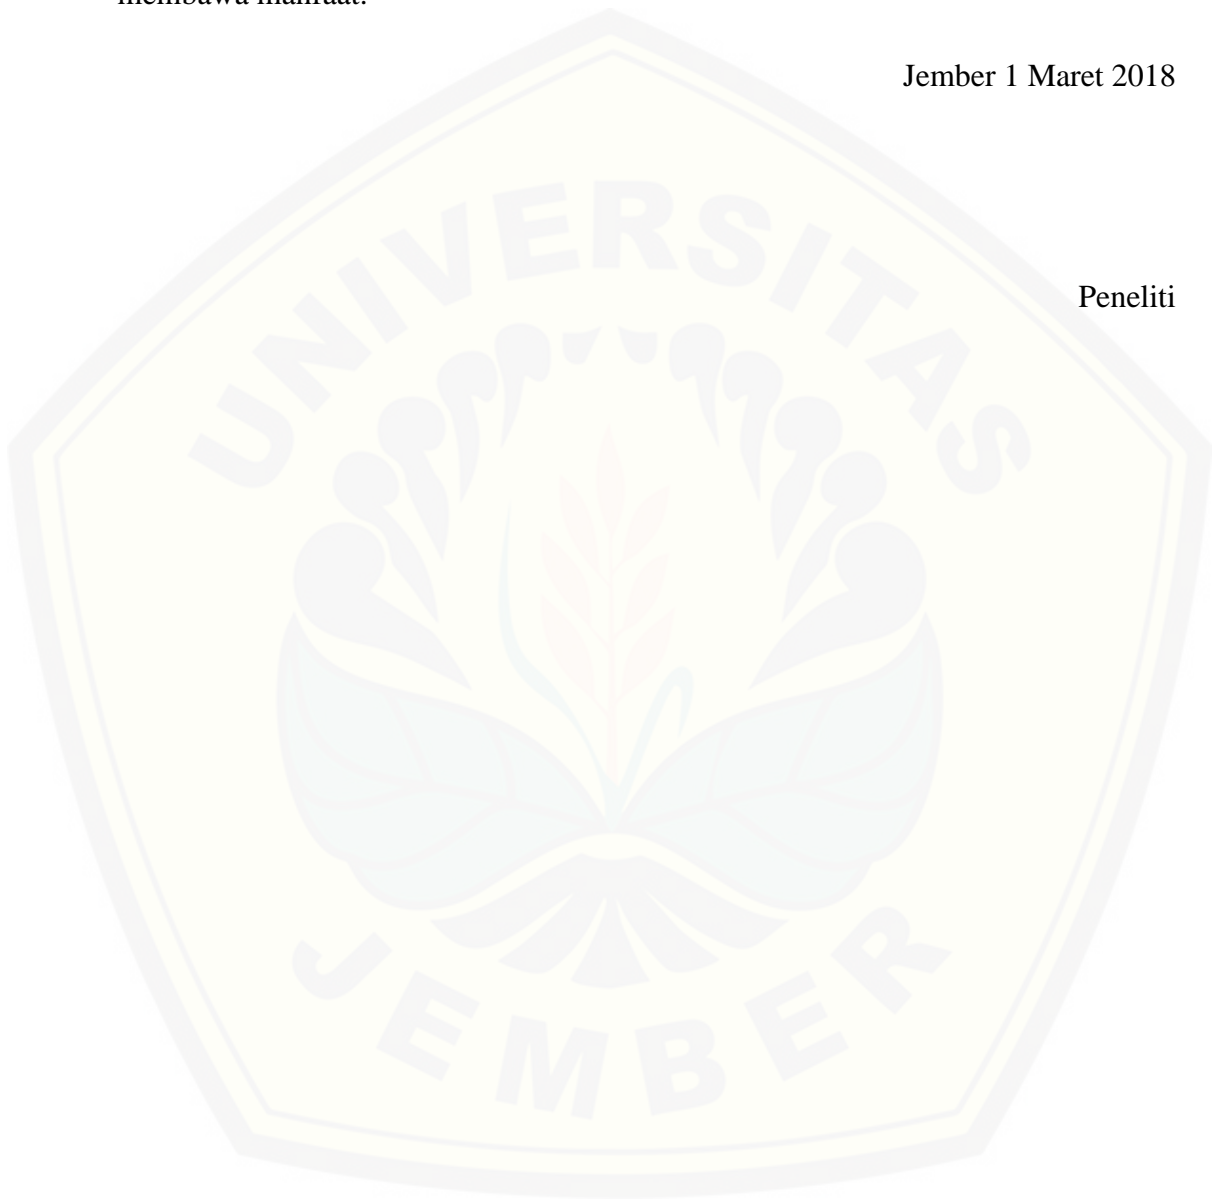 membawa manfaat.
Jember 1 Maret 2018
Peneliti
UNIVERSITAS
JEMBER